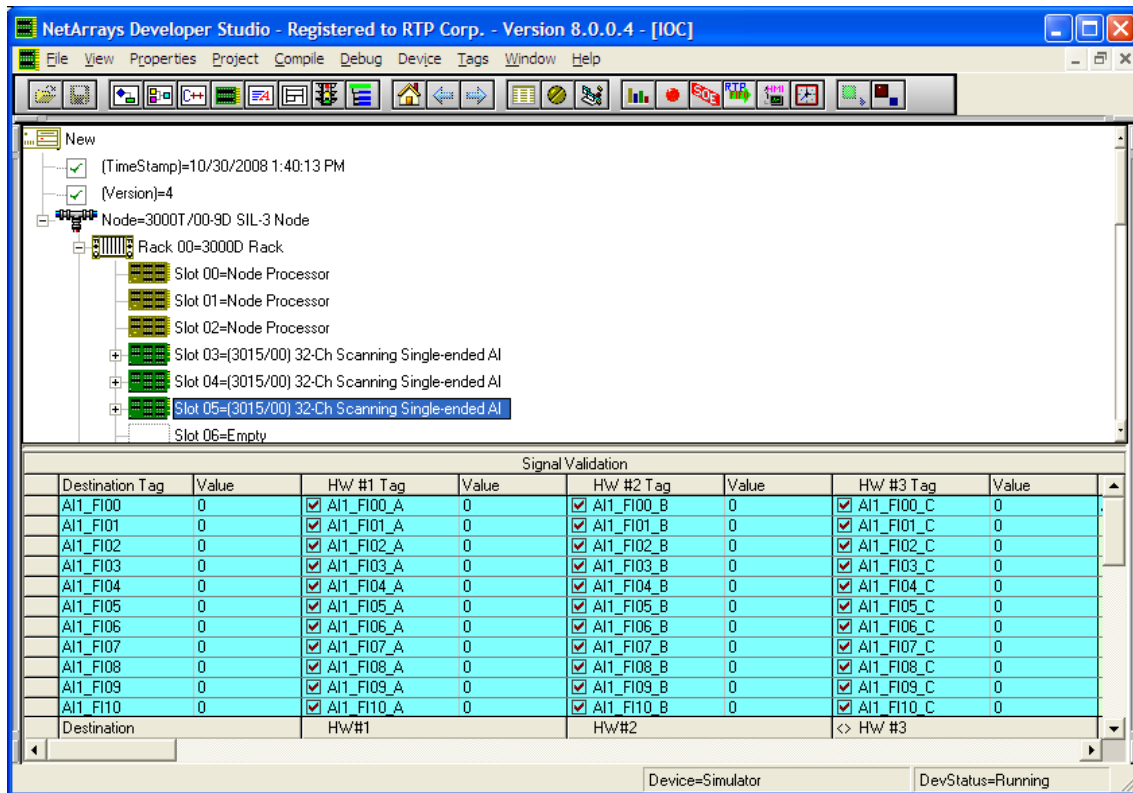 NetArrays Developer Studio - Registered to RTP Corp. - Version 8.0.0.4 - [IOC]
File View Properties Project Compile Debug Device Tags Window Help
C++ SOE RTP FIFO HMI
New
(TimeStamp)=10/30/2008 1:40:13 PM
(Version)=4
Node=3000T/00-9D SIL-3 Node
Rack 00=3000D Rack
Slot 00=Node Processor
Slot 01=Node Processor
Slot 02=Node Processor
Slot 03=(3015/00) 32-Ch Scanning Single-ended AI
Slot 04=(3015/00) 32-Ch Scanning Single-ended AI
Slot 05=(3015/00) 32-Ch Scanning Single-ended AI
Slot 06=Empty
Signal Validation
Destination Tag Value HW #1 Tag Value HW #2 Tag Value HW #3 Tag Value
AI1_FI00 0 AI1_FI00_A 0 AI1_FI00_B 0 AI1_FI00_C 0
AI1_FI01 0 AI1_FI01_A 0 AI1_FI01_B 0 AI1_FI01_C 0
AI1_FI02 0 AI1_FI02_A 0 AI1_FI02_B 0 AI1_FI02_C 0
AI1_FI03 0 AI1_FI03_A 0 AI1_FI03_B 0 AI1_FI03_C 0
AI1_FI04 0 AI1_FI04_A 0 AI1_FI04_B 0 AI1_FI04_C 0
AI1_FI05 0 AI1_FI05_A 0 AI1_FI05_B 0 AI1_FI05_C 0
AI1_FI06 0 AI1_FI06_A 0 AI1_FI06_B 0 AI1_FI06_C 0
AI1_FI07 0 AI1_FI07_A 0 AI1_FI07_B 0 AI1_FI07_C 0
AI1_FI08 0 AI1_FI08_A 0 AI1_FI08_B 0 AI1_FI08_C 0
AI1_FI09 0 AI1_FI09_A 0 AI1_FI09_B 0 AI1_FI09_C 0
AI1_FI10 0 AI1_FI10_A 0 AI1_FI10_B 0 AI1_FI10_C 0
Destination HW#1 HW#2 <> HW #3
Device=Simulator DevStatus=Running